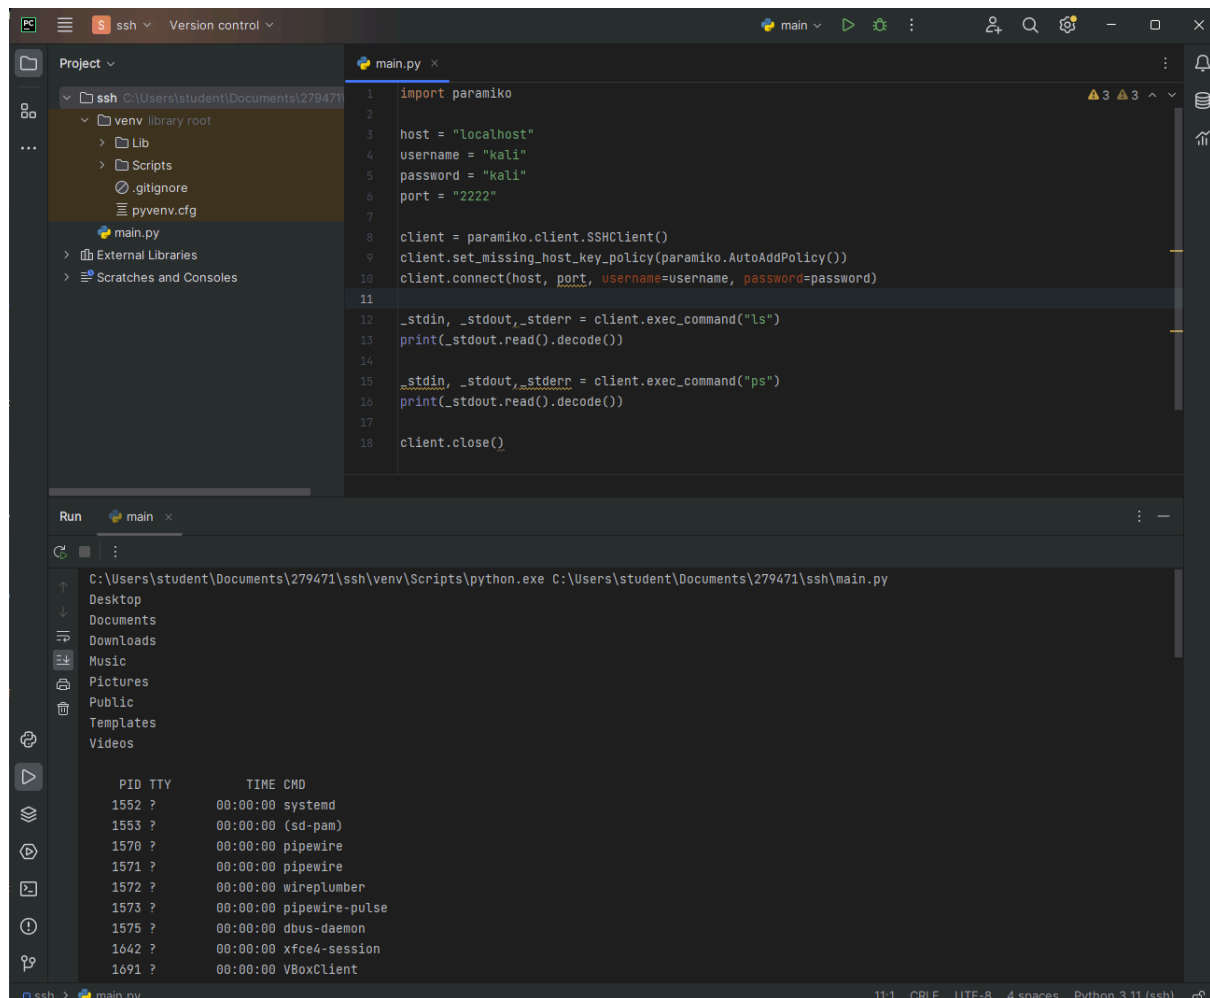 PC S ssh Version control main
Project
main.py
ssh C:\Users\student\Documents\279471\
venv library root
Lib
Scripts
.gitignore
pyvenv.cfg
main.py
External Libraries
Scratches and Consoles
3 3
1 import paramiko
2
3 host = "localhost"
4 username = "kali"
5 password = "kali"
6 port = "2222"
7
8 client = paramiko.client.SSHClient()
9 client.set_missing_host_key_policy(paramiko.AutoAddPolicy())
10 client.connect(host, port, username=username, password=password)
11
12 _stdin, _stdout,_stderr = client.exec_command("ls")
13 print(_stdout.read().decode())
14
15 _stdin, _stdout,_stderr = client.exec_command("ps")
16 print(_stdout.read().decode())
17
18 client.close()
Run main
C:\Users\student\Documents\279471\ssh\venv\Scripts\python.exe C:\Users\student\Documents\279471\ssh\main.py
Desktop
Documents
Downloads
Music
Pictures
Public
Templates
Videos
PID TTY TIME CMD
1552 ? 00:00:00 systemd
1553 ? 00:00:00 (sd-pam)
1570 ? 00:00:00 pipewire
1571 ? 00:00:00 pipewire
1572 ? 00:00:00 wireplumber
1573 ? 00:00:00 pipewire-pulse
1575 ? 00:00:00 dbus-daemon
1642 ? 00:00:00 xfce4-session
1691 ? 00:00:00 VBoxClient
ssh > main.py 11:1 CRLF UTF-8 4 spaces Python 3.11 (ssh)